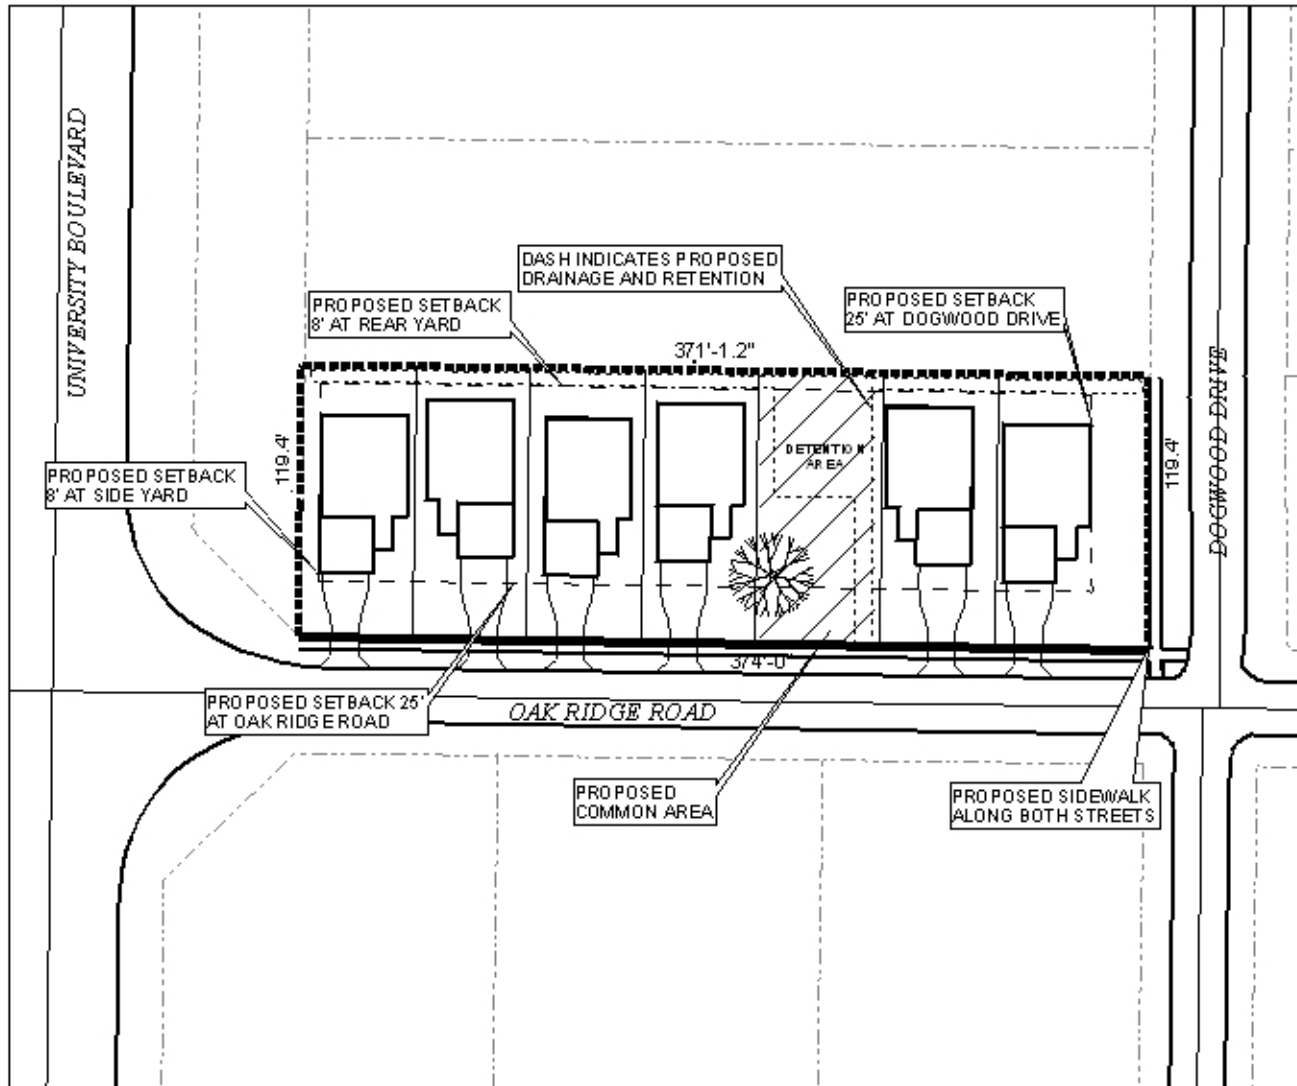 UNIVERSITY BOULEVARD
DASH INDICATES PROPOSED
DRAINAGE AND RETENTION
PROPOSED SETBACK
8' AT REAR YARD
PROPOSED SETBACK
25' AT DOGWOOD DRIVE
371'-1.2"
DOGWOOD DRIVE
119.4'
119.4'
DETENTION
AREA
PROPOSED SETBACK
8' AT SIDE YARD
374'-0"
PROPOSED SETBACK 25'
AT OAK RIDGE ROAD
OAK RIDGE ROAD
PROPOSED
COMMON AREA
PROPOSED SIDEWALK
ALONG BOTH STREETS